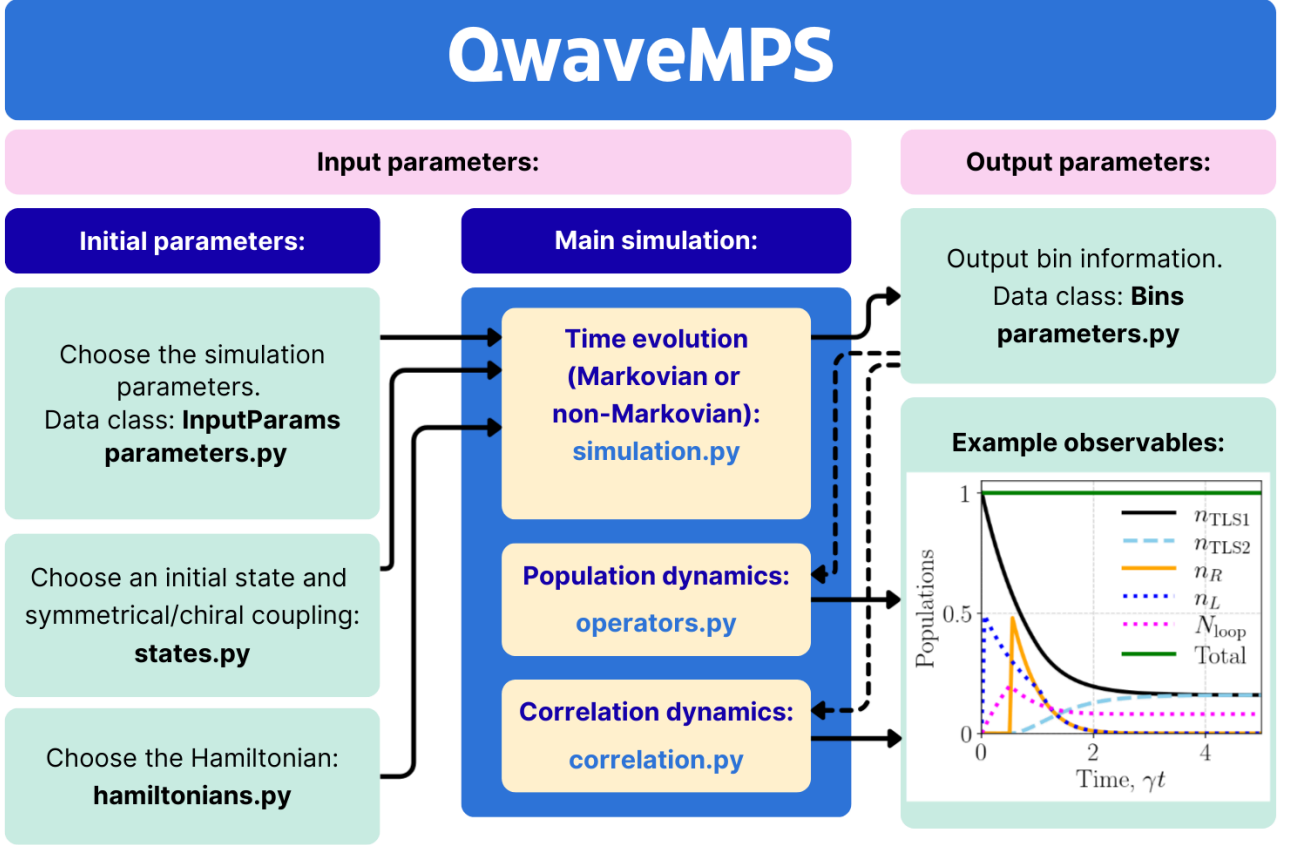 QwaveMPS
Input parameters:
Output parameters:
Initial parameters:
Main simulation:
Choose the simulation
parameters.
Data class: InputParams
parameters.py
Choose an initial state and
symmetrical/chiral coupling:
states.py
Choose the Hamiltonian:
hamiltonians.py
Time evolution
(Markovian or
non-Markovian):
simulation.py
Population dynamics:
operators.py
Correlation dynamics:
correlation.py
Output bin information.
Data class: Bins
parameters.py
Example observables:
Populations
1
0.5
0
n_TLS1
n_TLS2
n_R
n_L
N_loop
Total
0 2 4
Time, γt